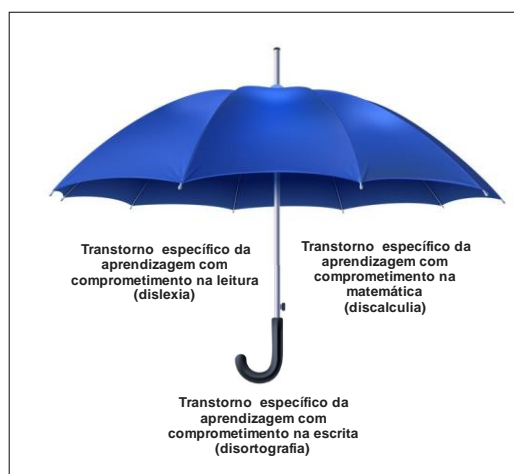 Transtorno específico da
aprendizagem com
comprometimento na leitura
(dislexia)
Transtorno específico da
aprendizagem com
comprometimento na
matemática
(discalculia)
Transtorno específico da
aprendizagem com
comprometimento na escrita
(disortografia)